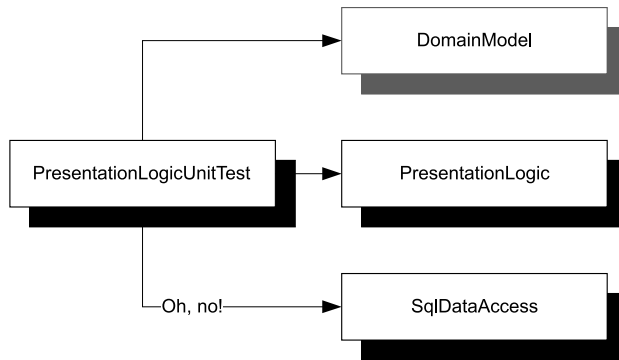 DomainModel
PresentationLogicUnitTest
PresentationLogic
Oh, no!
SqlDataAccess